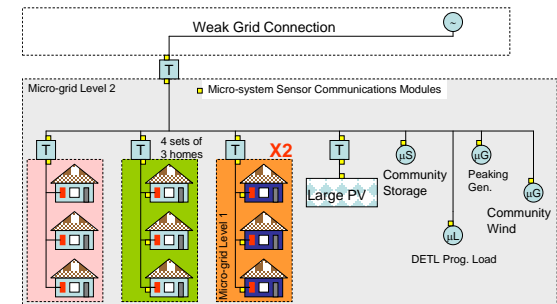 Weak Grid Connection
~
T
Micro-grid Level 2
Micro-system Sensor Communications Modules
T
T
4 sets of
3 homes
T
X2
T
μS
μG
μG
μL
Community
Storage
Peaking
Gen.
Large PV
Community
Wind
DETL Prog. Load
Micro-grid Level 1